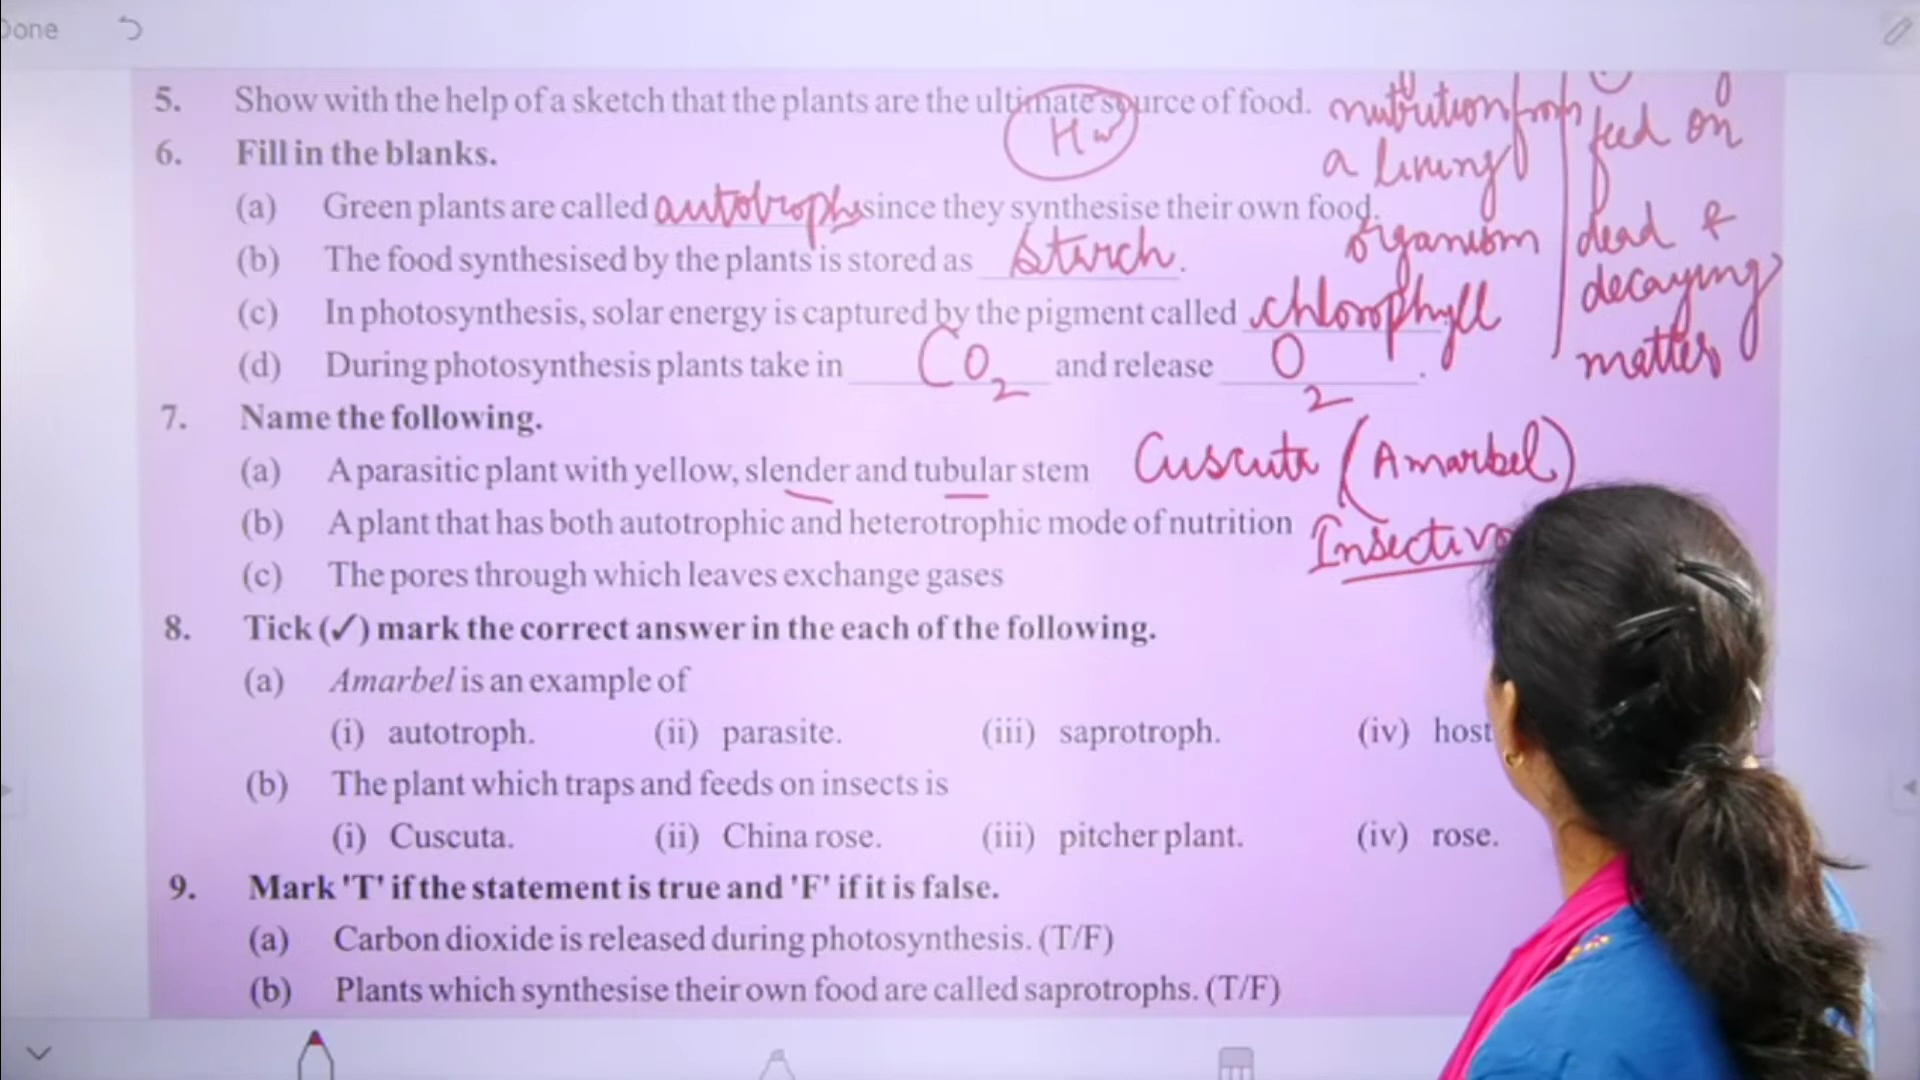 Done
5. Show with the help of a sketch that the plants are the ultimate source of food.
Hw
nutrition from
a living
organism
feed on
dead &
decaying
matter
6. Fill in the blanks.
(a) Green plants are called autotrophs since they synthesise their own food.
(b) The food synthesised by the plants is stored as starch.
(c) In photosynthesis, solar energy is captured by the pigment called chlorophyll
(d) During photosynthesis plants take in CO2 and release O2.
7. Name the following.
(a) A parasitic plant with yellow, slender and tubular stem Cuscuta (Amarbel)
(b) A plant that has both autotrophic and heterotrophic mode of nutrition Insectivo
(c) The pores through which leaves exchange gases
8. Tick (✓) mark the correct answer in the each of the following.
(a) Amarbel is an example of
(i) autotroph. (ii) parasite. (iii) saprotroph. (iv) host
(b) The plant which traps and feeds on insects is
(i) Cuscuta. (ii) China rose. (iii) pitcher plant. (iv) rose.
9. Mark 'T' if the statement is true and 'F' if it is false.
(a) Carbon dioxide is released during photosynthesis. (T/F)
(b) Plants which synthesise their own food are called saprotrophs. (T/F)